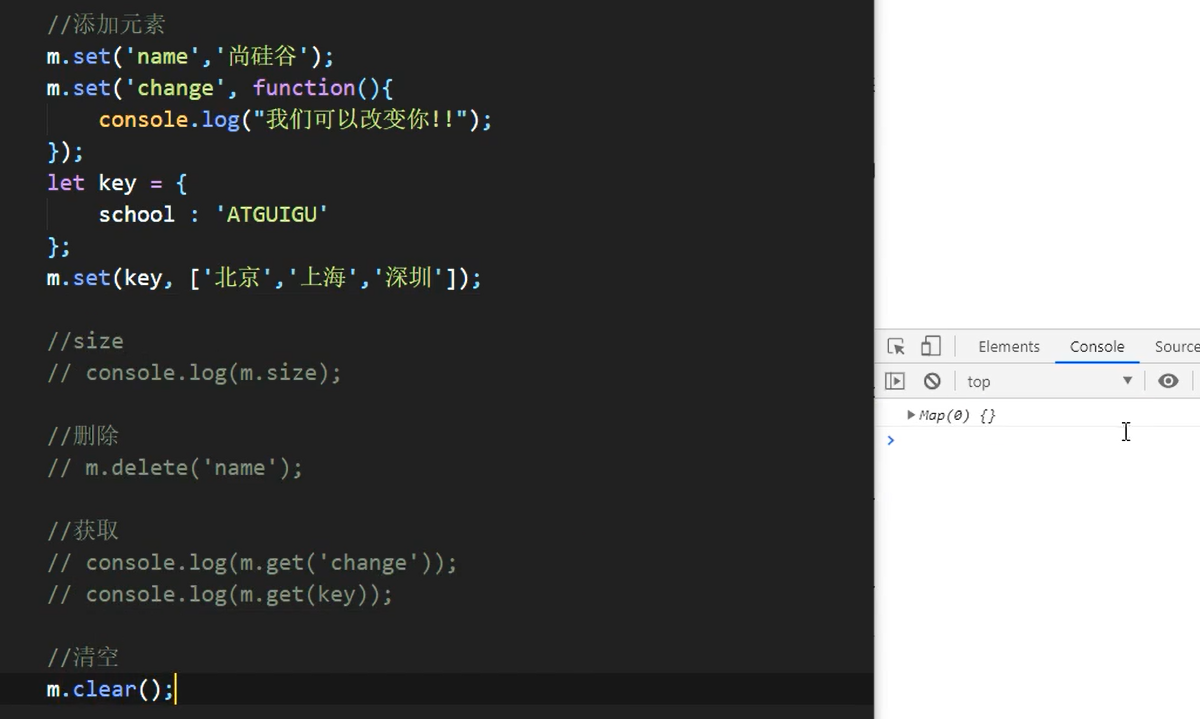 //添加元素
m.set('name','尚硅谷');
m.set('change', function(){
console.log("我们可以改变你!!");
});
let key = {
school : 'ATGUIGU'
};
m.set(key, ['北京','上海','深圳']);
//size
// console.log(m.size);
//删除
// m.delete('name');
//获取
// console.log(m.get('change'));
// console.log(m.get(key));
//清空
m.clear();
Elements Console Source
top
Map(0) {}